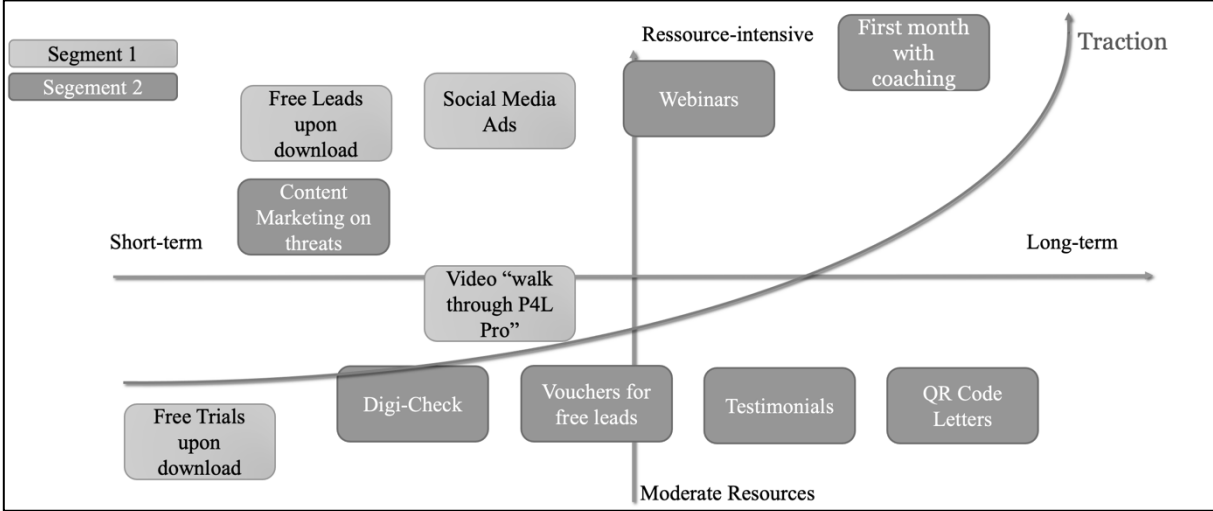 Segment 1
Segement 2
Ressource-intensive
First month
with
coaching
Traction
Free Leads
upon
download
Social Media
Ads
Webinars
Content
Marketing on
threats
Short-term
Long-term
Video “walk
through P4L
Pro”
Free Trials
upon
download
Digi-Check
Vouchers for
free leads
Testimonials
QR Code
Letters
Moderate Resources